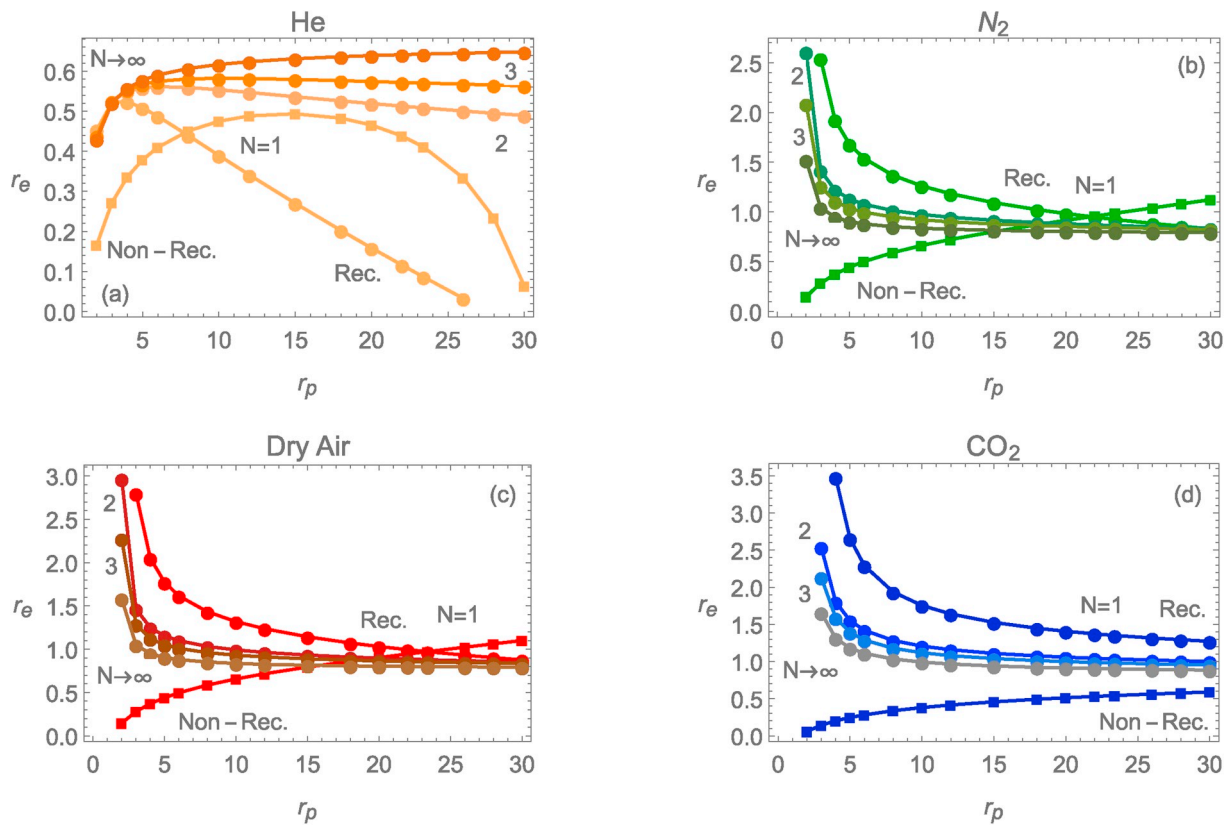 He
N₂
N→∞
3
(b)
2
3
N=1
2
Rec.
N=1
r_e
r_e
N→∞
Non–Rec.
Rec.
Non–Rec.
(a)
0.0 0.1 0.2 0.3 0.4 0.5 0.6
0.0 0.5 1.0 1.5 2.0 2.5
5 10 15 20 25 30
0 5 10 15 20 25 30
r_p
r_p
Dry Air
CO₂
(c)
(d)
2
3
2
3
N=1
Rec.
Rec.
N=1
r_e
r_e
N→∞
N→∞
Non–Rec.
Non–Rec.
0.0 0.5 1.0 1.5 2.0 2.5 3.0
0.0 0.5 1.0 1.5 2.0 2.5 3.0 3.5
0 5 10 15 20 25 30
0 5 10 15 20 25 30
r_p
r_p